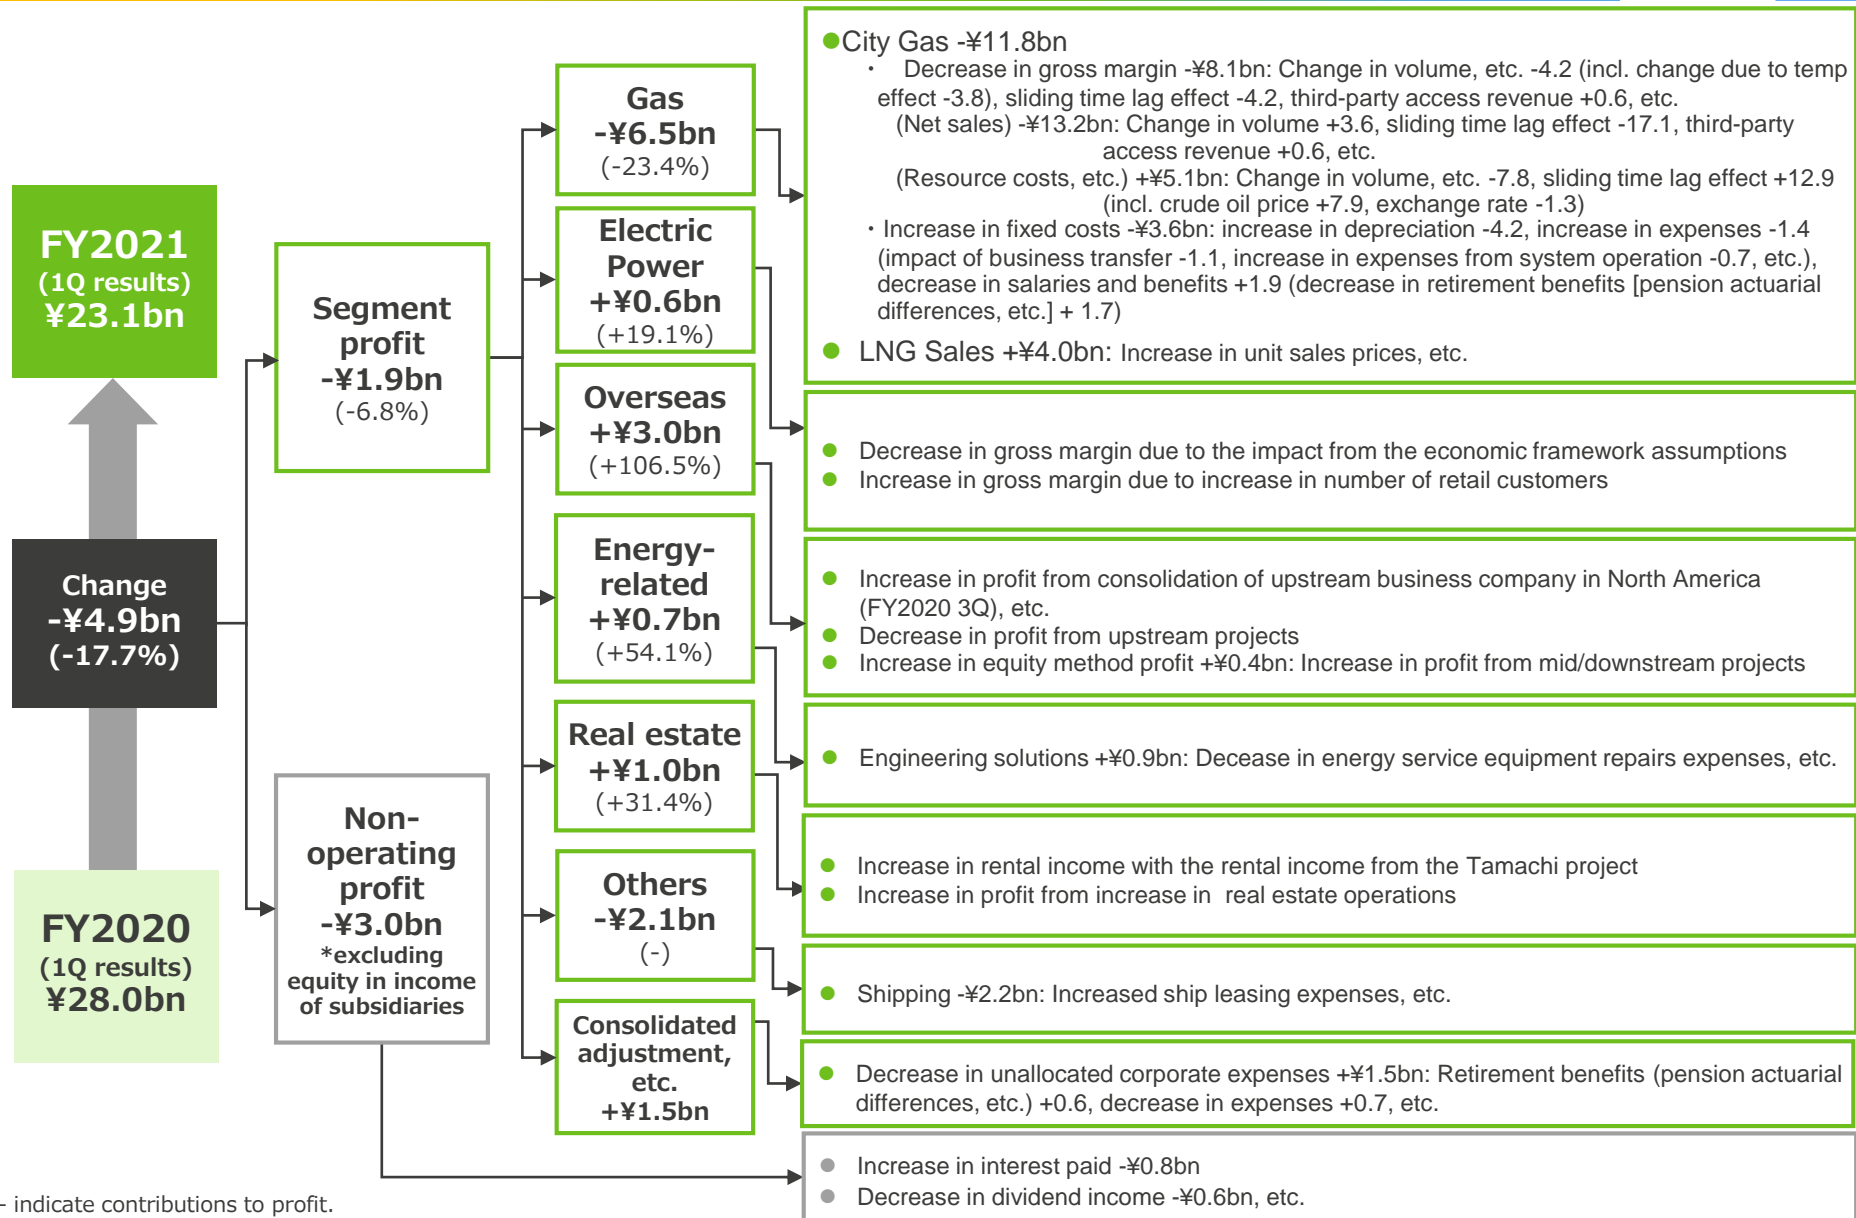 FY2021
(1Q results)
¥23.1bn
Change
-¥4.9bn
(-17.7%)
FY2020
(1Q results)
¥28.0bn
Segment
profit
-¥1.9bn
(-6.8%)
Non-
operating
profit
-¥3.0bn
*excluding
equity in income
of subsidiaries
Gas
-¥6.5bn
(-23.4%)
Electric
Power
+¥0.6bn
(+19.1%)
Overseas
+¥3.0bn
(+106.5%)
Energy-
related
+¥0.7bn
(+54.1%)
Real estate
+¥1.0bn
(+31.4%)
Others
-¥2.1bn
(-)
Consolidated
adjustment,
etc.
+¥1.5bn
●City Gas -¥11.8bn
・ Decrease in gross margin -¥8.1bn: Change in volume, etc. -4.2 (incl. change due to temp
effect -3.8), sliding time lag effect -4.2, third-party access revenue +0.6, etc.
(Net sales) -¥13.2bn: Change in volume +3.6, sliding time lag effect -17.1, third-party
access revenue +0.6, etc.
(Resource costs, etc.) +¥5.1bn: Change in volume, etc. -7.8, sliding time lag effect +12.9
(incl. crude oil price +7.9, exchange rate -1.3)
・Increase in fixed costs -¥3.6bn: increase in depreciation -4.2, increase in expenses -1.4
(impact of business transfer -1.1, increase in expenses from system operation -0.7, etc.),
decrease in salaries and benefits +1.9 (decrease in retirement benefits [pension actuarial
differences, etc.] + 1.7)
● LNG Sales +¥4.0bn: Increase in unit sales prices, etc.
● Decrease in gross margin due to the impact from the economic framework assumptions
● Increase in gross margin due to increase in number of retail customers
● Increase in profit from consolidation of upstream business company in North America
(FY2020 3Q), etc.
● Decrease in profit from upstream projects
● Increase in equity method profit +¥0.4bn: Increase in profit from mid/downstream projects
● Engineering solutions +¥0.9bn: Decease in energy service equipment repairs expenses, etc.
● Increase in rental income with the rental income from the Tamachi project
● Increase in profit from increase in real estate operations
● Shipping -¥2.2bn: Increased ship leasing expenses, etc.
● Decrease in unallocated corporate expenses +¥1.5bn: Retirement benefits (pension actuarial
differences, etc.) +0.6, decrease in expenses +0.7, etc.
● Increase in interest paid -¥0.8bn
● Decrease in dividend income -¥0.6bn, etc.
- indicate contributions to profit.